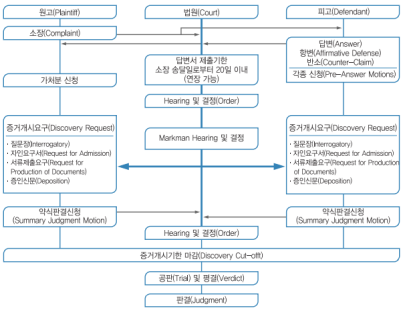 원고(Plaintiff)
법원(Court)
피고(Defendant)
소장(Complaint)
답변(Answer)
항변(Affirmative Defense)
반소(Counter-Claim)
각종 신청(Pre-Answer Motions)
답변서 제출기한
소장 송달일로부터 20일 이내
(연장 가능)
가처분 신청
Hearing 및 결정(Order)
증거개시요구(Discovery Request)
· 질문장(Interrogatory)
· 자인요구서(Request for Admission)
· 서류제출요구(Request for
Production of Documents)
· 증인신문(Deposition)
Markman Hearing 및 결정
증거개시요구(Discovery Request)
· 질문장(Interrogatory)
· 자인요구서(Request for Admission)
· 서류제출요구(Request for Production
of Documents)
· 증인신문(Deposition)
약식판결신청
(Summary Judgment Motion)
약식판결신청
(Summary Judgment Motion)
Hearing 및 결정(Order)
증거개시기한 마감(Discovery Cut-offt)
공판(Trial) 및 평결(Verdict)
판결(Judgment)